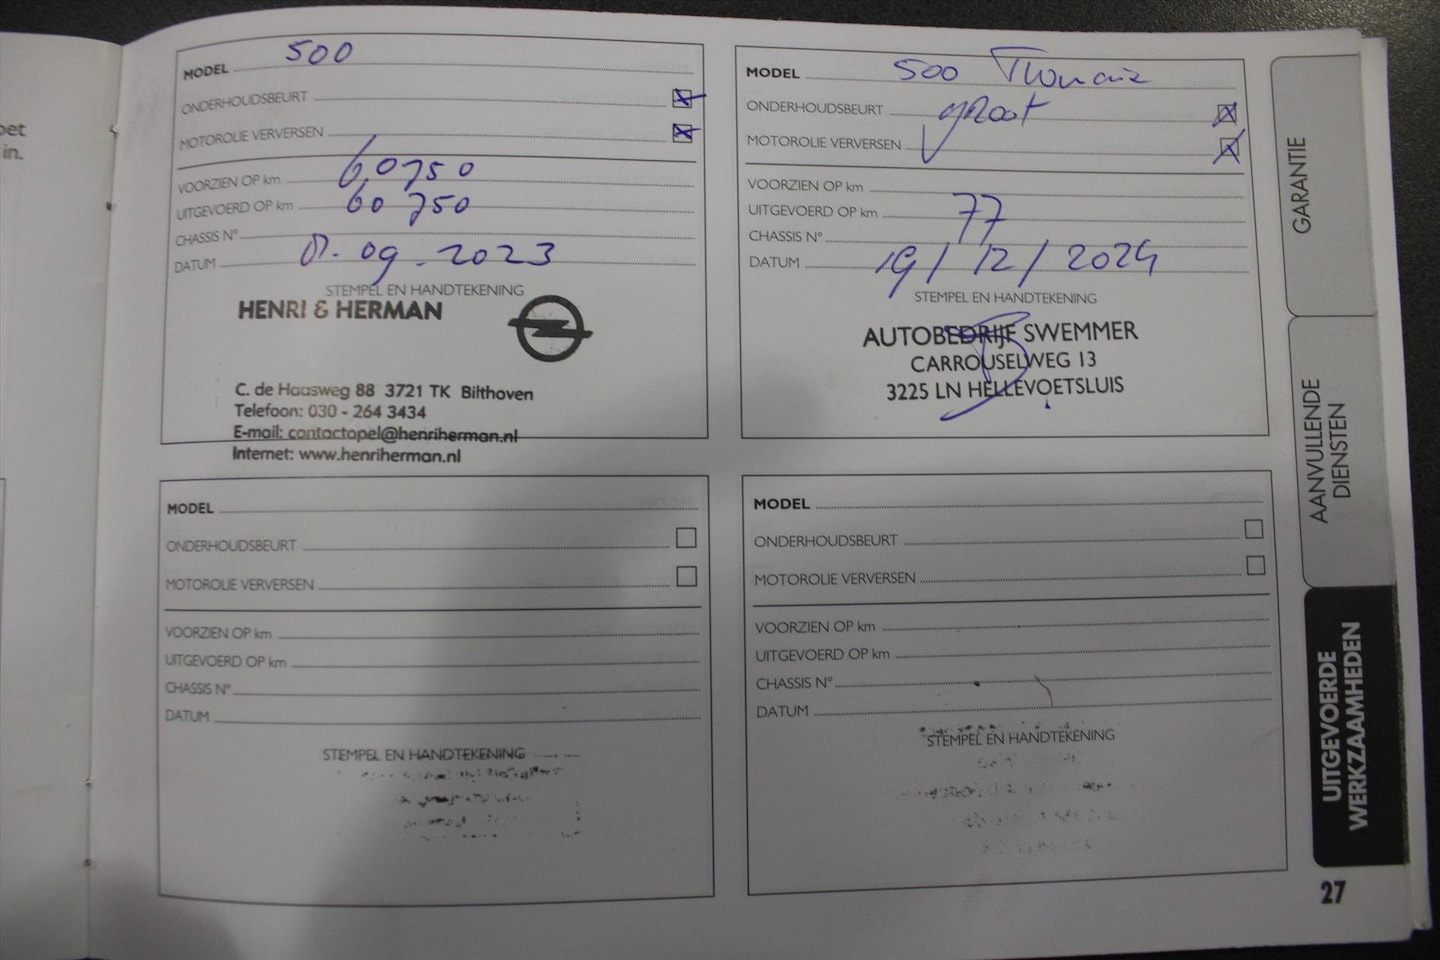 oet
in.
MODEL 500
ONDERHOUDSBEURT
MOTOROLIE VERVERSEN
VOORZIEN OP km 60750
UITGEVOERD OP km 60750
CHASSIS N°
DATUM 09-2023
STEMPEL EN HANDTEKENING
HENRI & HERMAN
C. de Haasweg 88 3721 TK Bilthoven
Telefoon: 030 - 264 3434
E-mail: contactopel@henriherman.nl
Internet: www.henriherman.nl
MODEL 500
ONDERHOUDSBEURT groot
MOTOROLIE VERVERSEN
VOORZIEN OP km
UITGEVOERD OP km 77
CHASSIS N°
DATUM 19/12/2024
STEMPEL EN HANDTEKENING
AUTOBEDRIJF SWEMMER
CARROUSELWEG 13
3225 LN HELLEVOETSLUIS
MODEL
ONDERHOUDSBEURT
MOTOROLIE VERVERSEN
VOORZIEN OP km
UITGEVOERD OP km
CHASSIS N°
DATUM
STEMPEL EN HANDTEKENING
MODEL
ONDERHOUDSBEURT
MOTOROLIE VERVERSEN
VOORZIEN OP km
UITGEVOERD OP km
CHASSIS N°
DATUM
STEMPEL EN HANDTEKENING
GARANTIE
AANVULLENDE
DIENSTEN
UITGEVOERDE
WERKZAAMHEDEN
27